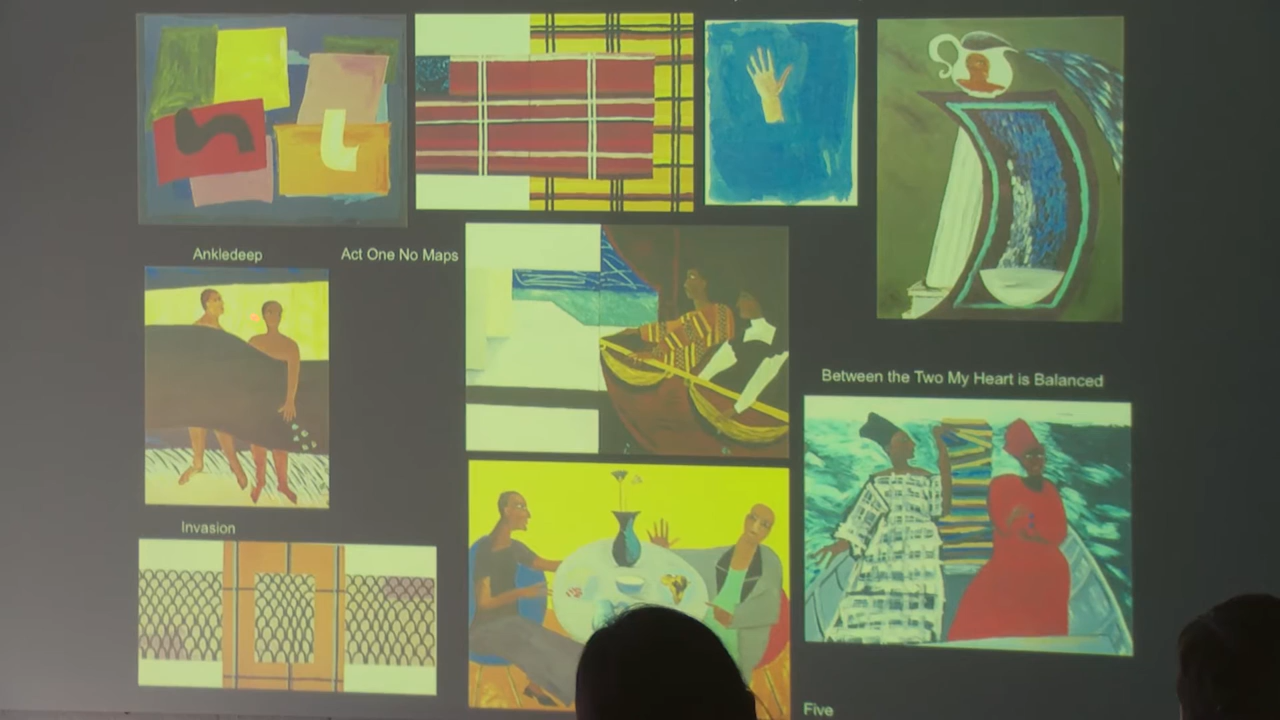 Ankledeep
Act One No Maps
Between the Two My Heart is Balanced
Invasion
Five